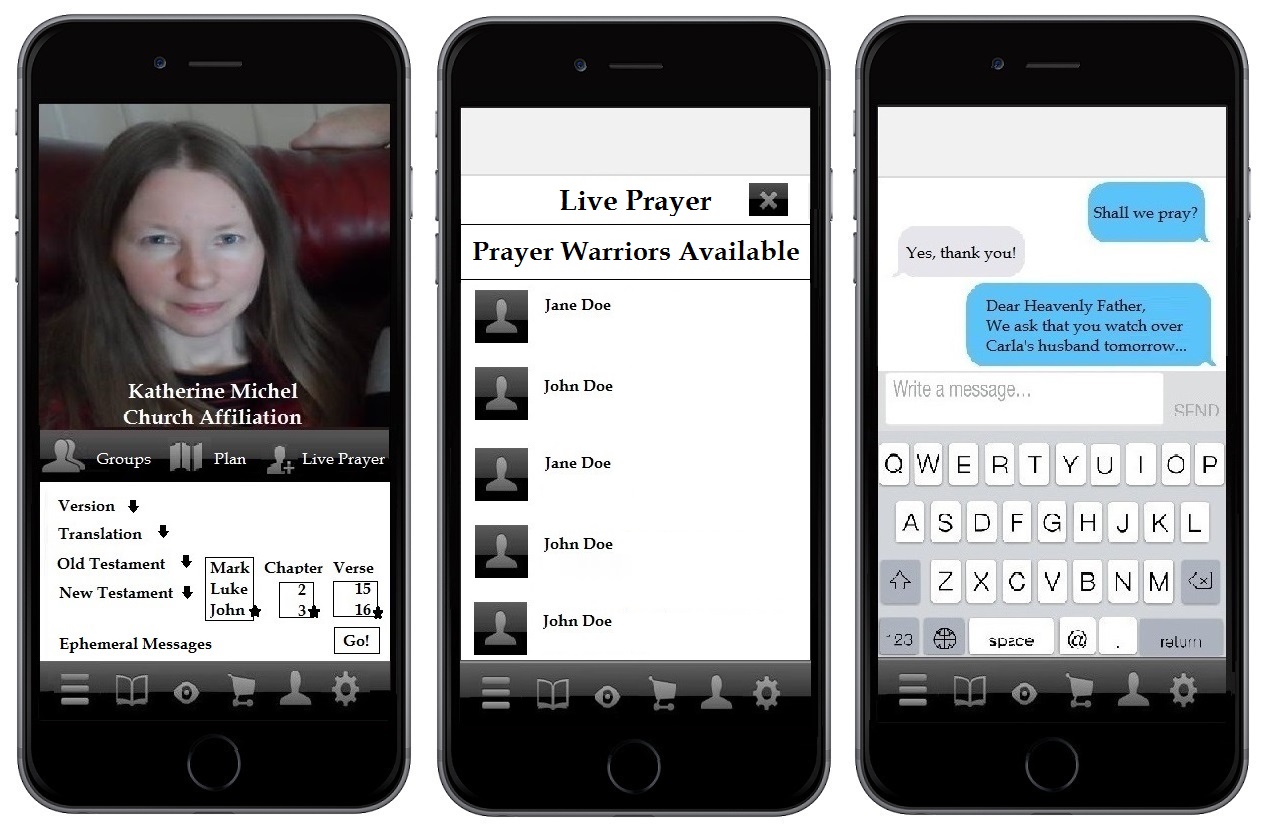 Katherine Michel
Church Affiliation
Groups Plan Live Prayer
Version
Translation
Old Testament
New Testament
Mark
Luke
John
Chapter
2
3
Verse
15
16
Ephemeral Messages
Go!
Live Prayer
Prayer Warriors Available
Jane Doe
John Doe
Jane Doe
John Doe
John Doe
Shall we pray?
Yes, thank you!
Dear Heavenly Father,
We ask that you watch over
Carla's husband tomorrow...
Write a message...
SEND
Q W E R T Y U I O P
A S D F G H J K L
Z X C V B N M
123 space @ . return